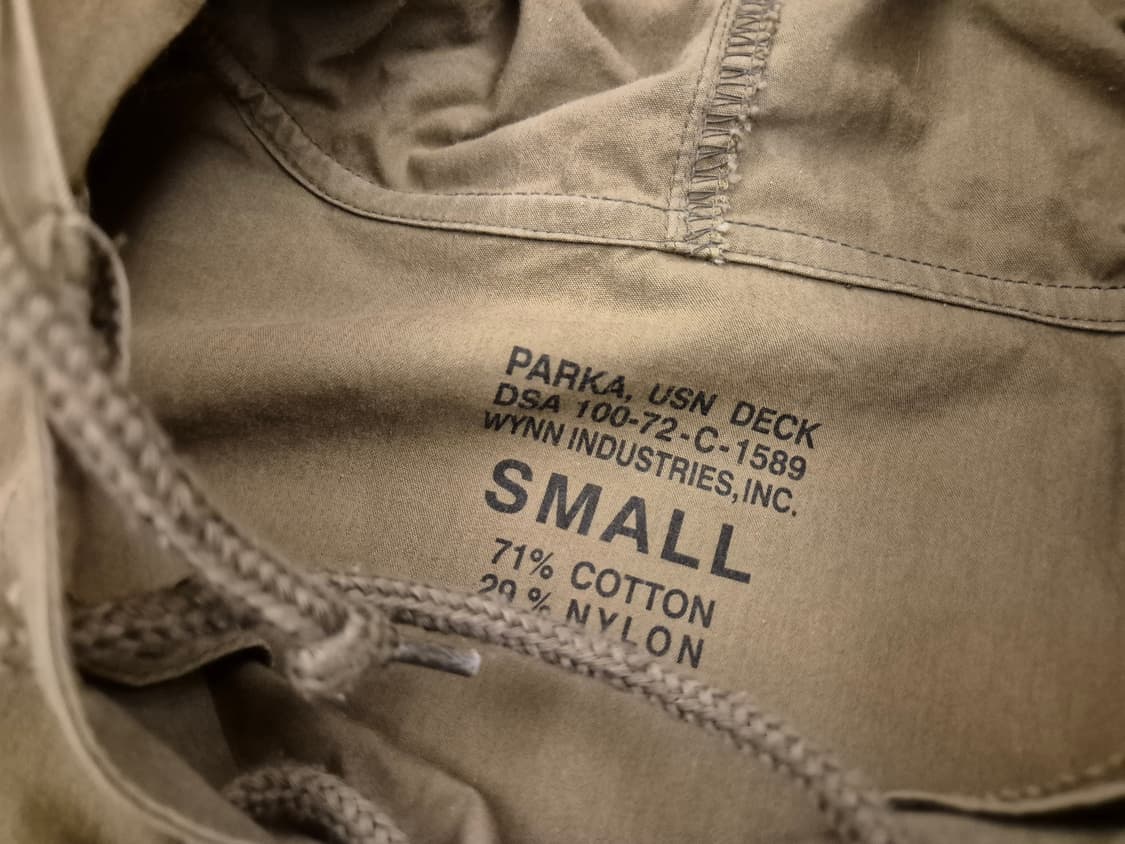 PARKA, USN DECK
DSA 100-72-C-1589
WYNN INDUSTRIES, INC.
SMALL
71% COTTON
29% NYLON